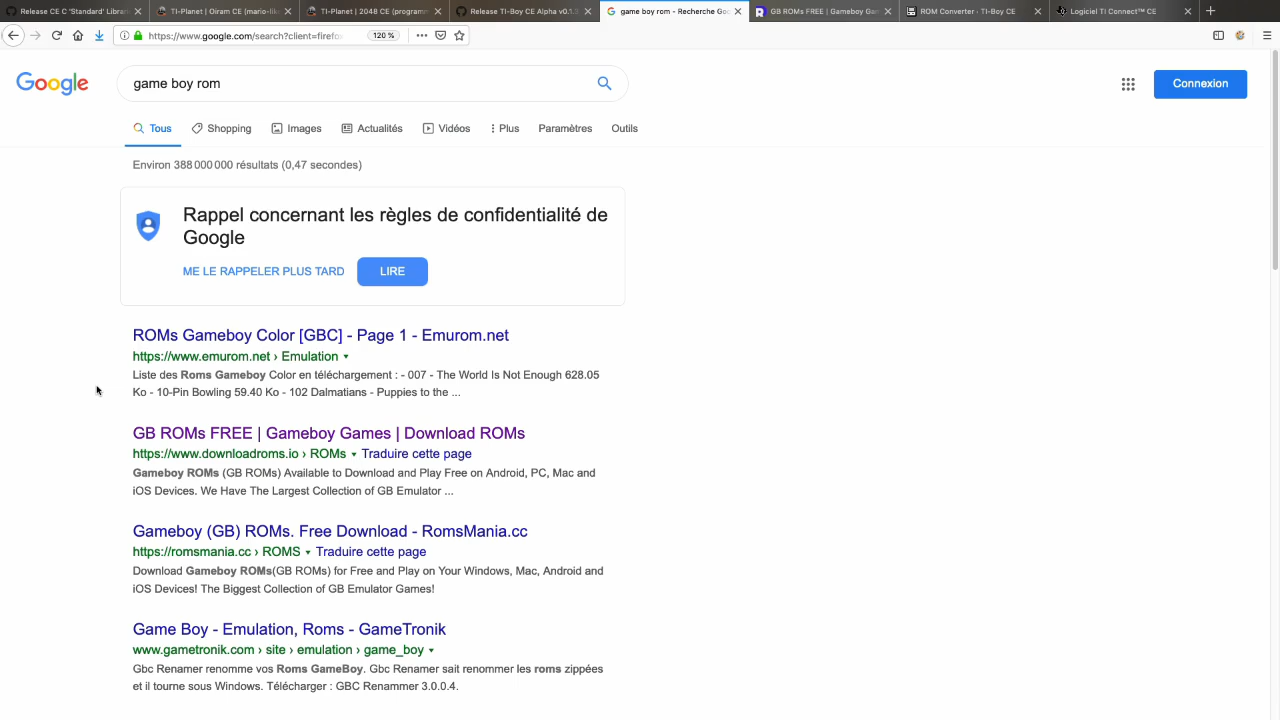 Release CE C 'Standard' Librar
TI-Planet | Oiram CE (mario-like
TI-Planet | 2048 CE (programm
Release TI-Boy CE Alpha v0.1.
game boy rom - Recherche Goo
GB ROMs FREE | Gameboy Gam
ROM Converter - TI-Boy CE
Logiciel TI Connect™ CE
https://www.google.com/search?client=firefox
120 %
Google
game boy rom
Connexion
Tous
Shopping
Images
Actualités
Vidéos
Plus
Paramètres
Outils
Environ 388 000 000 résultats (0,47 secondes)
Rappel concernant les règles de confidentialité de
Google
ME LE RAPPELER PLUS TARD
LIRE
ROMs Gameboy Color [GBC] - Page 1 - Emurom.net
https://www.emurom.net › Emulation
Liste des Roms Gameboy Color en téléchargement : - 007 - The World Is Not Enough 628.05
Ko - 10-Pin Bowling 59.40 Ko - 102 Dalmatians - Puppies to the ...
GB ROMs FREE | Gameboy Games | Download ROMs
https://www.downloadroms.io › ROMs Traduire cette page
Gameboy ROMs (GB ROMs) Available to Download and Play Free on Android, PC, Mac and
iOS Devices. We Have The Largest Collection of GB Emulator ...
Gameboy (GB) ROMs. Free Download - RomsMania.cc
https://romsmania.cc › ROMS Traduire cette page
Download Gameboy ROMs(GB ROMs) for Free and Play on Your Windows, Mac, Android and
iOS Devices! The Biggest Collection of GB Emulator Games!
Game Boy - Emulation, Roms - GameTronik
www.gametronik.com › site › emulation › game_boy
Gbc Renamer renomme vos Roms GameBoy. Gbc Renamer sait renommer les roms zippées
et il tourne sous Windows. Télécharger : GBC Renammer 3.0.0.4.